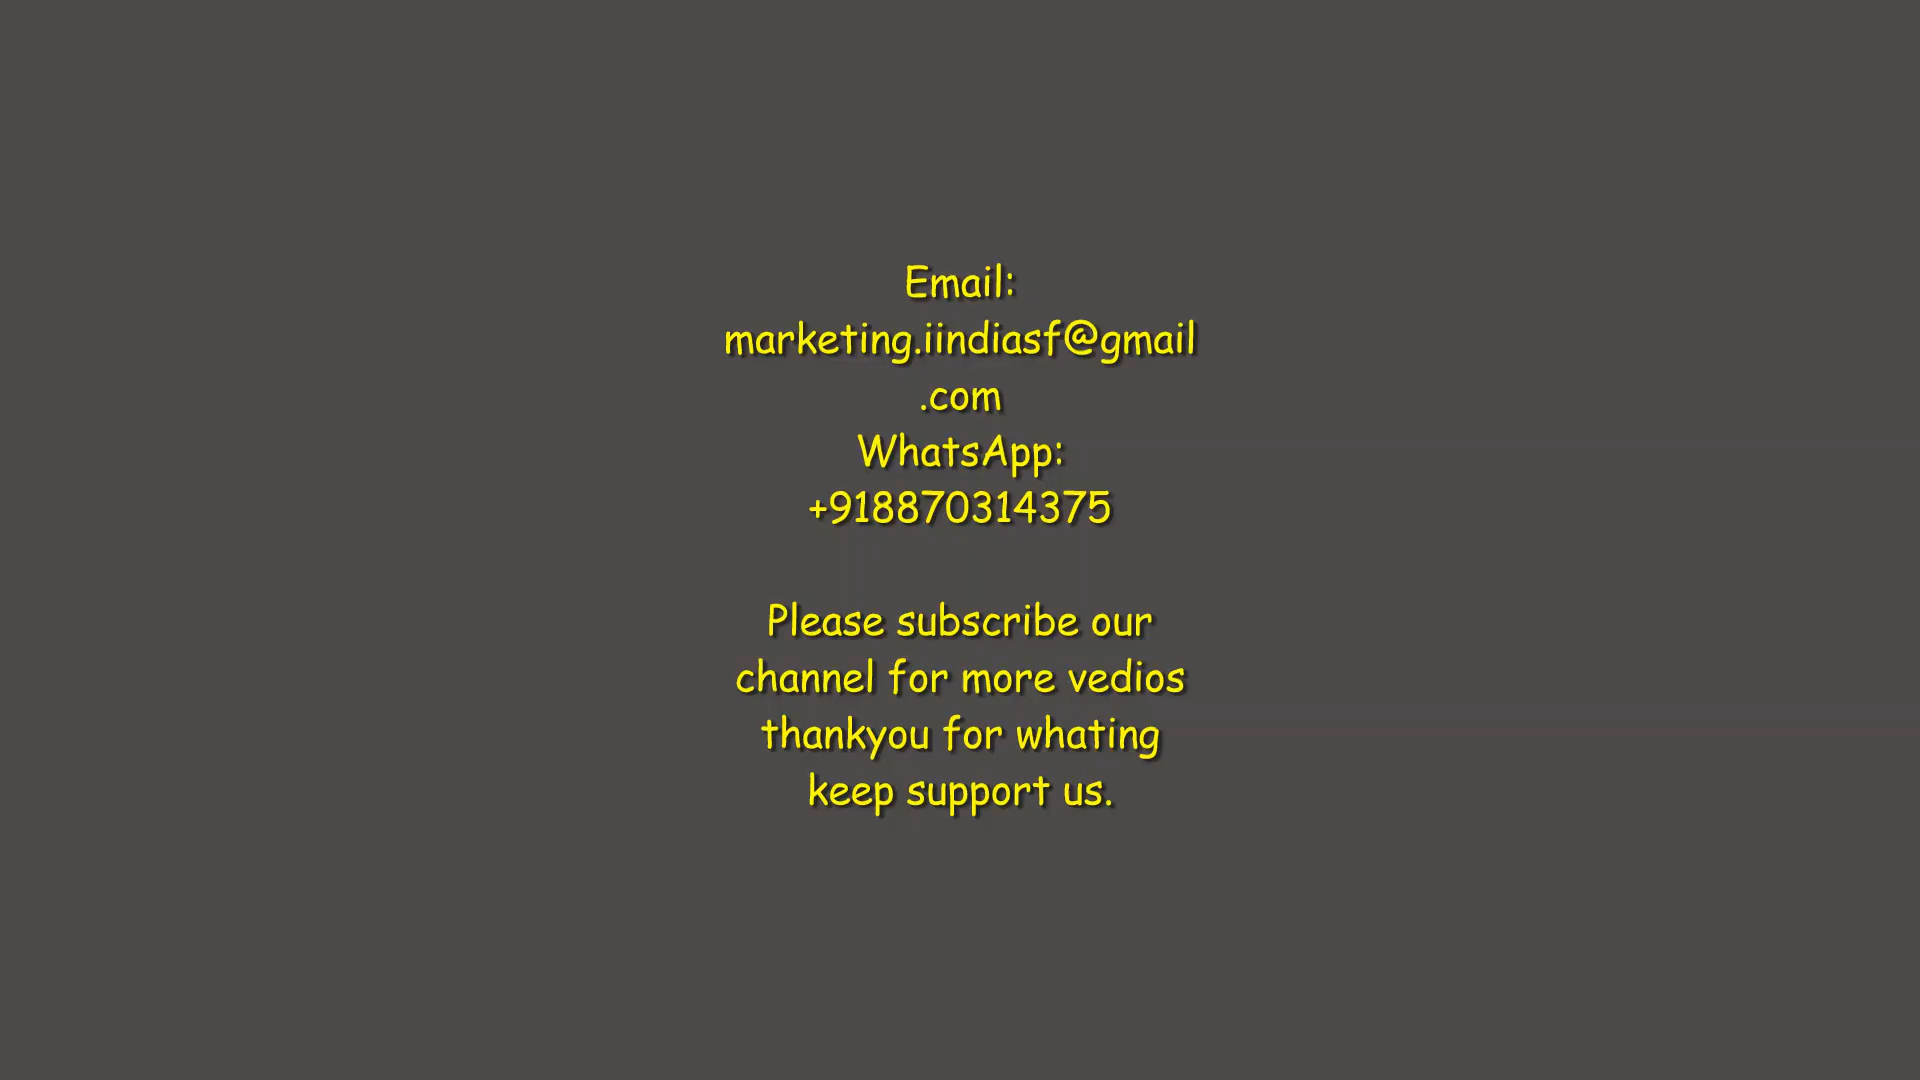 Email:
marketing.iindiasf@gmail
.com
WhatsApp:
+918870314375
Please subscribe our
channel for more vedios
thankyou for whating
keep support us.